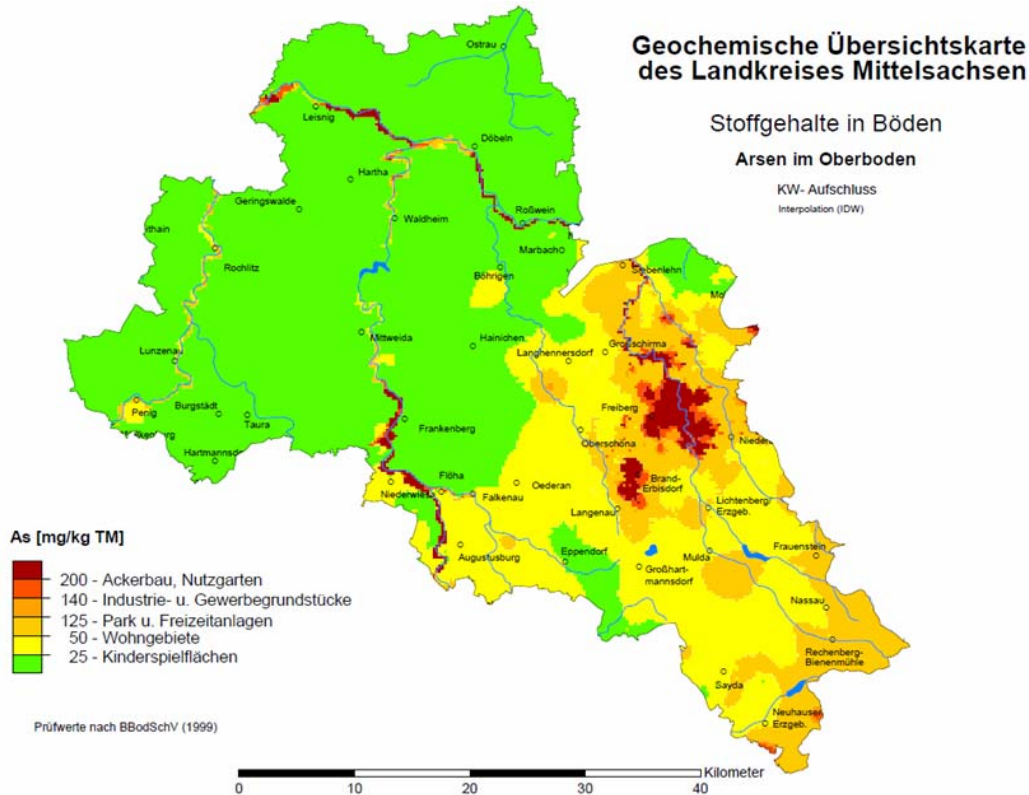 Geochemische Übersichtskarte
des Landkreises Mittelsachsen
Stoffgehalte in Böden
Arsen im Oberboden
KW- Aufschluss
Interpolation (IDW)
Ostrau
Leisnig
Döbeln
Hartha
Geringswalde
Waldheim
Roßwein
Marbach
Rochlitz
Böhrigen
Siebenlehn
Mo
Mittweida
Hainichen
Großschirma
Langhennersdorf
Lunzenau
Freiberg
Penig
Burgstädt
Taura
Frankenberg
Oberschöna
Niederb
Hartmannsdo
Flöha
Niederwiesa
Falkenau
Oederan
Brand-
Erbisdorf
Langenau
Lichtenberg/
Erzgeb.
Augustusburg
Eppendorf
Mulda
Frauenstein
Großhart-
mannsdorf
Nassau
Rechenberg-
Bienenmühle
Sayda
Neuhausen/
Erzgeb.
As [mg/kg TM]
200 - Ackerbau, Nutzgarten
140 - Industrie- u. Gewerbegrundstücke
125 - Park u. Freizeitanlagen
50 - Wohngebiete
25 - Kinderspielflächen
Prüfwerte nach BBodSchV (1999)
Kilometer
0 10 20 30 40